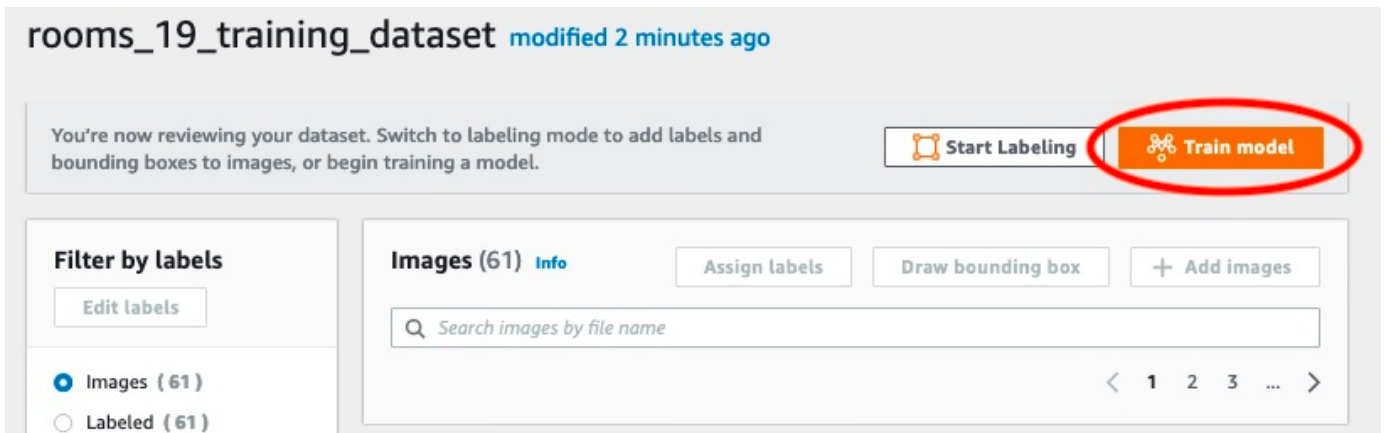 rooms_19_training_dataset modified 2 minutes ago
You're now reviewing your dataset. Switch to labeling mode to add labels and
bounding boxes to images, or begin training a model.
Start Labeling
Train model
Filter by labels
Edit labels
Images (61)
Labeled (61)
Images (61) Info
Assign labels
Draw bounding box
+ Add images
Search images by file name
< 1 2 3 ... >